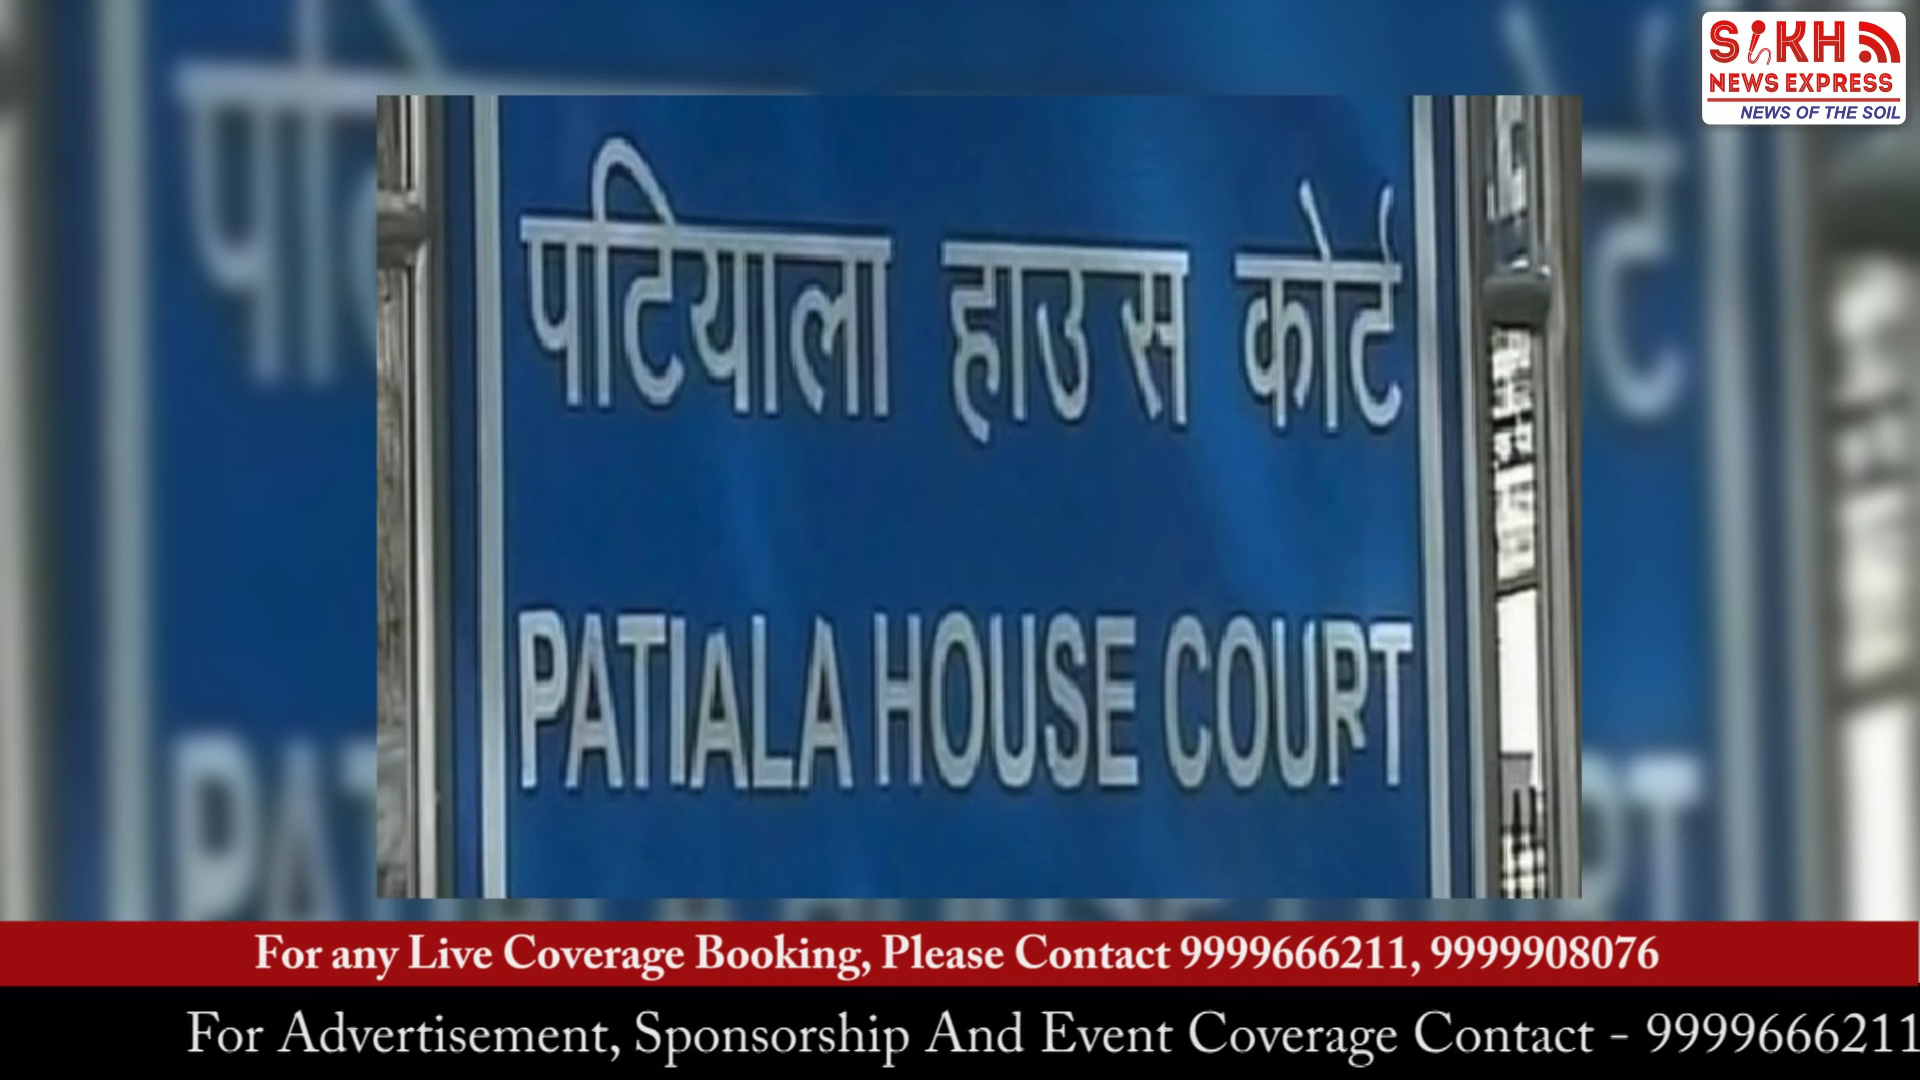 SIKH
NEWS EXPRESS
NEWS OF THE SOIL
पटियाला हाउस कोर्ट
PATIALA HOUSE COURT
For any Live Coverage Booking, Please Contact 9999666211, 9999908076
For Advertisement, Sponsorship And Event Coverage Contact - 9999666211